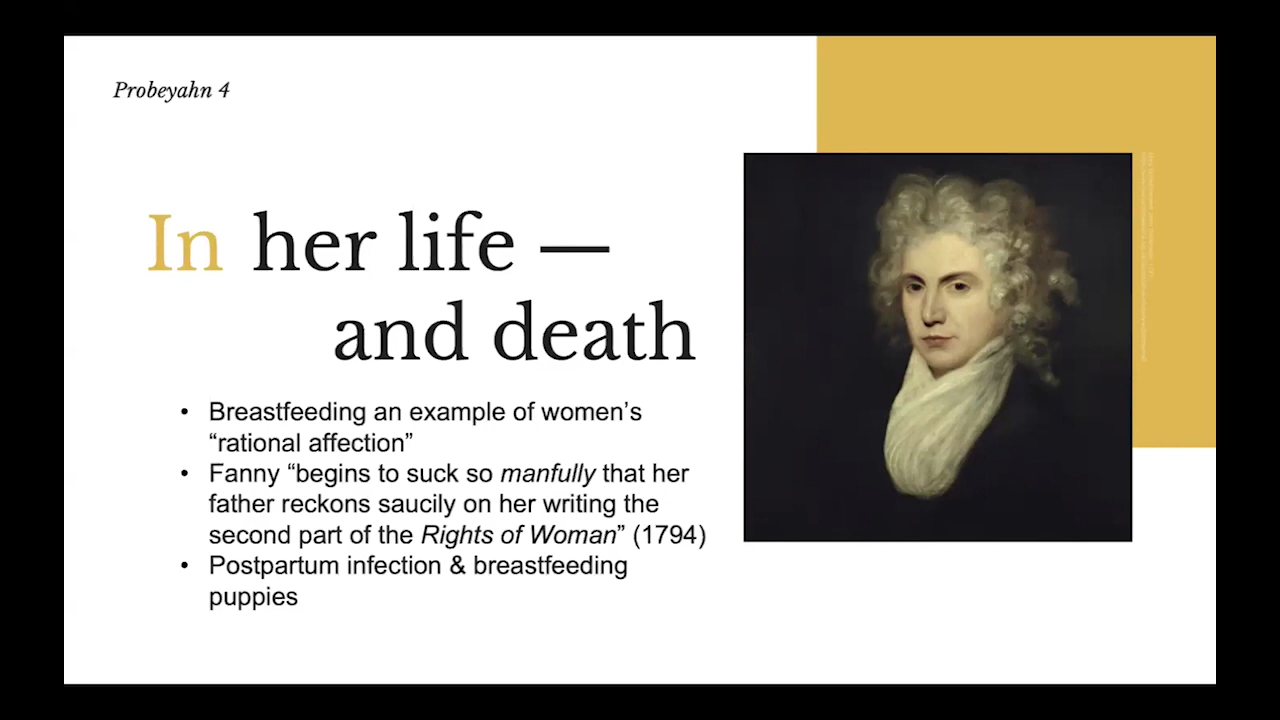 Probeyahn 4
In her life —
and death
• Breastfeeding an example of women’s
“rational affection”
• Fanny “begins to suck so manfully that her
father reckons saucily on her writing the
second part of the Rights of Woman” (1794)
• Postpartum infection & breastfeeding
puppies